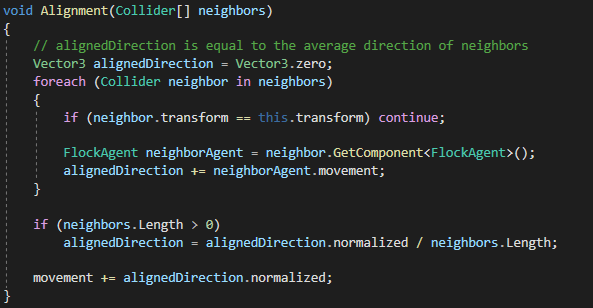 void Alignment(Collider[] neighbors)
{
// alignedDirection is equal to the average direction of neighbors
Vector3 alignedDirection = Vector3.zero;
foreach (Collider neighbor in neighbors)
{
if (neighbor.transform == this.transform) continue;
FlockAgent neighborAgent = neighbor.GetComponent<FlockAgent>();
alignedDirection += neighborAgent.movement;
}
if (neighbors.Length > 0)
alignedDirection = alignedDirection.normalized / neighbors.Length;
movement += alignedDirection.normalized;
}